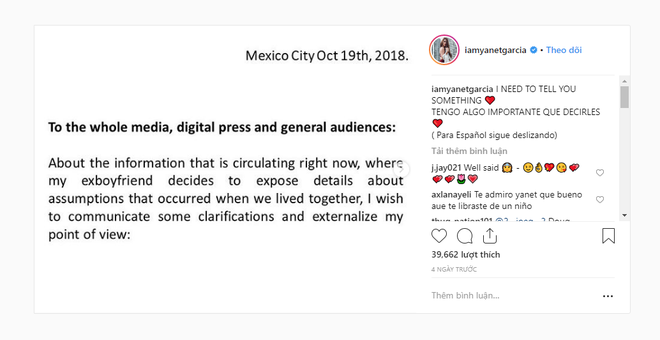 Mexico City Oct 19th, 2018.
To the whole media, digital press and general audiences:
About the information that is circulating right now, where
my exboyfriend decides to expose details about
assumptions that occurred when we lived together, I wish
to communicate some clarifications and externalize my
point of view:
iamyanetgarcia • Theo dõi
iamyanetgarcia I NEED TO TELL YOU
SOMETHING ❤️
TENGO ALGO IMPORTANTE QUE DECIRLES
❤️
( Para Español sigue deslizando)
Tải thêm bình luận
j.jay021 Well said
axlanayeli Te admiro yanet que bueno
aue te libraste de un niño
39,662 lượt thích
4 NGÀY TRƯỚC
Thêm bình luận...